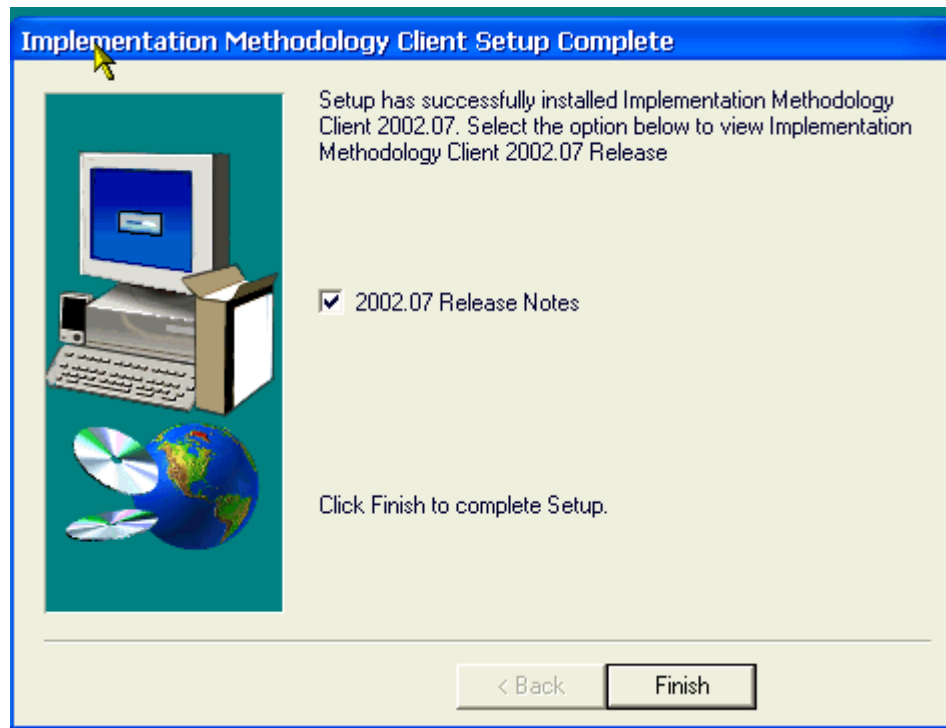 Implementation Methodology Client Setup Complete
Setup has successfully installed Implementation Methodology
Client 2002.07. Select the option below to view Implementation
Methodology Client 2002.07 Release
2002.07 Release Notes
Click Finish to complete Setup.
< Back
Finish